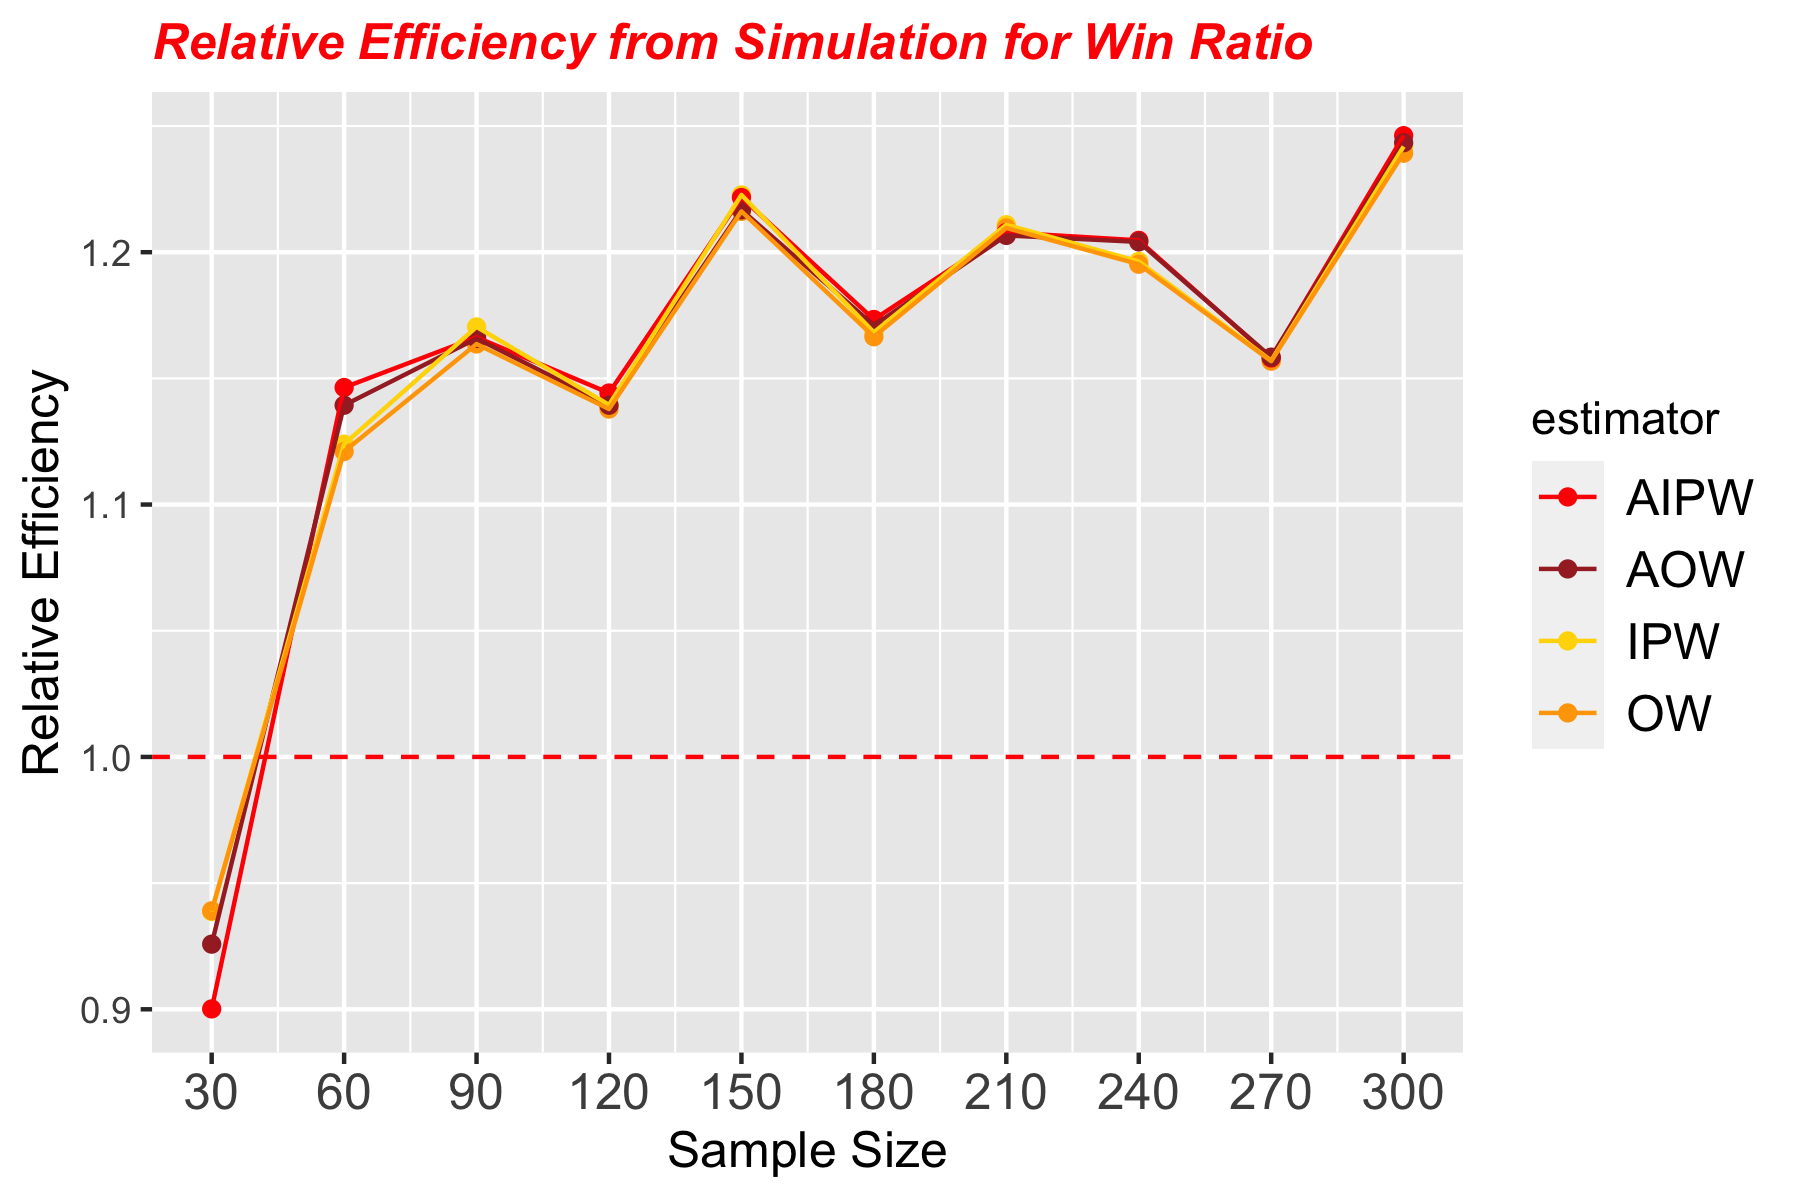 Relative Efficiency from Simulation for Win Ratio
Relative Efficiency
1.2
1.1
1.0
0.9
30 60 90 120 150 180 210 240 270 300
Sample Size
estimator
AIPW
AOW
IPW
OW